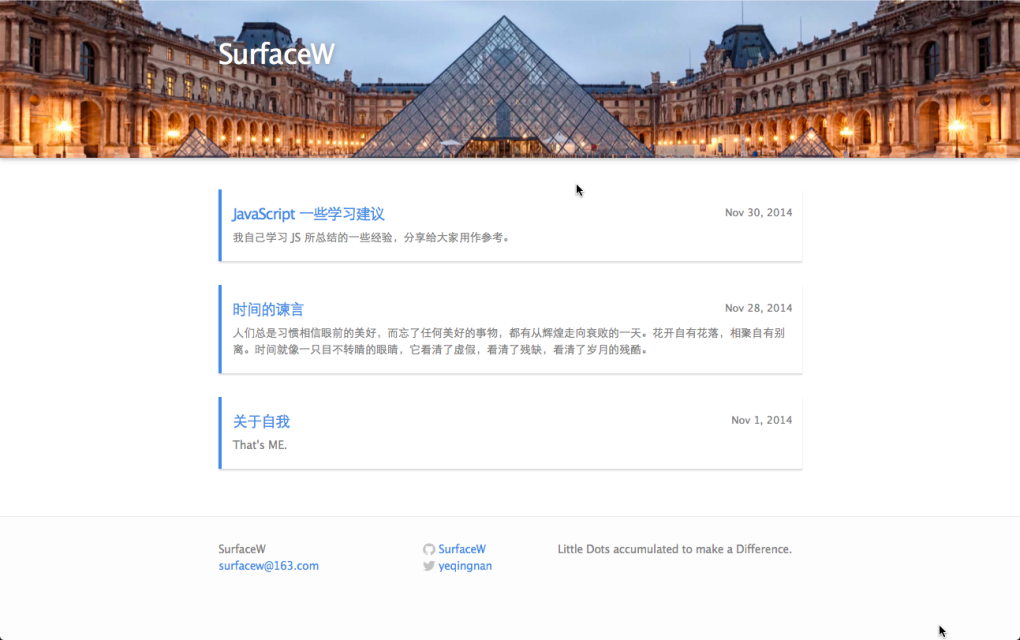 SurfaceW
JavaScript 一些学习建议
Nov 30, 2014
我自己学习 JS 所总结的一些经验，分享给大家用作参考。
时间的谏言
Nov 28, 2014
人们总是习惯相信眼前的美好，而忘了任何美好的事物，都有从辉煌走向衰败的一天。花开自有花落，相聚自有别
离。时间就像一只目不转睛的眼睛，它看清了虚假，看清了残缺，看清了岁月的残酷。
关于自我
Nov 1, 2014
That's ME.
SurfaceW
surfacew@163.com
SurfaceW
yeqingnan
Little Dots accumulated to make a Difference.